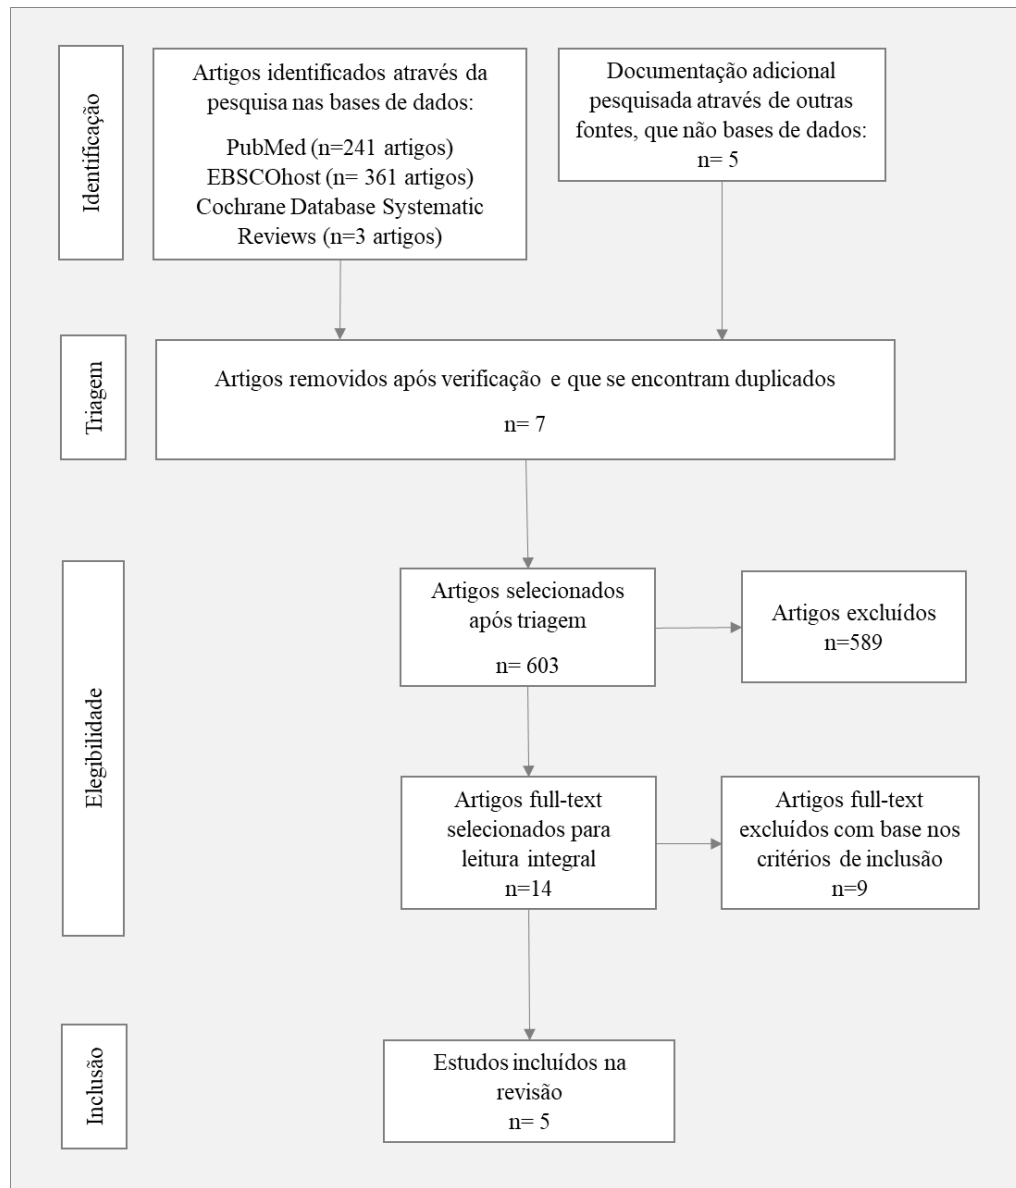 Identificação
Artigos identificados através da
pesquisa nas bases de dados:
PubMed (n=241 artigos)
EBSCOhost (n= 361 artigos)
Cochrane Database Systematic
Reviews (n=3 artigos)
Documentação adicional
pesquisada através de outras
fontes, que não bases de dados:
n= 5
Triagem
Artigos removidos após verificação e que se encontram duplicados
n= 7
Elegibilidade
Artigos selecionados
após triagem
n= 603
Artigos excluídos
n=589
Artigos full-text
selecionados para
leitura integral
n=14
Artigos full-text
excluídos com base nos
critérios de inclusão
n=9
Inclusão
Estudos incluídos na
revisão
n= 5